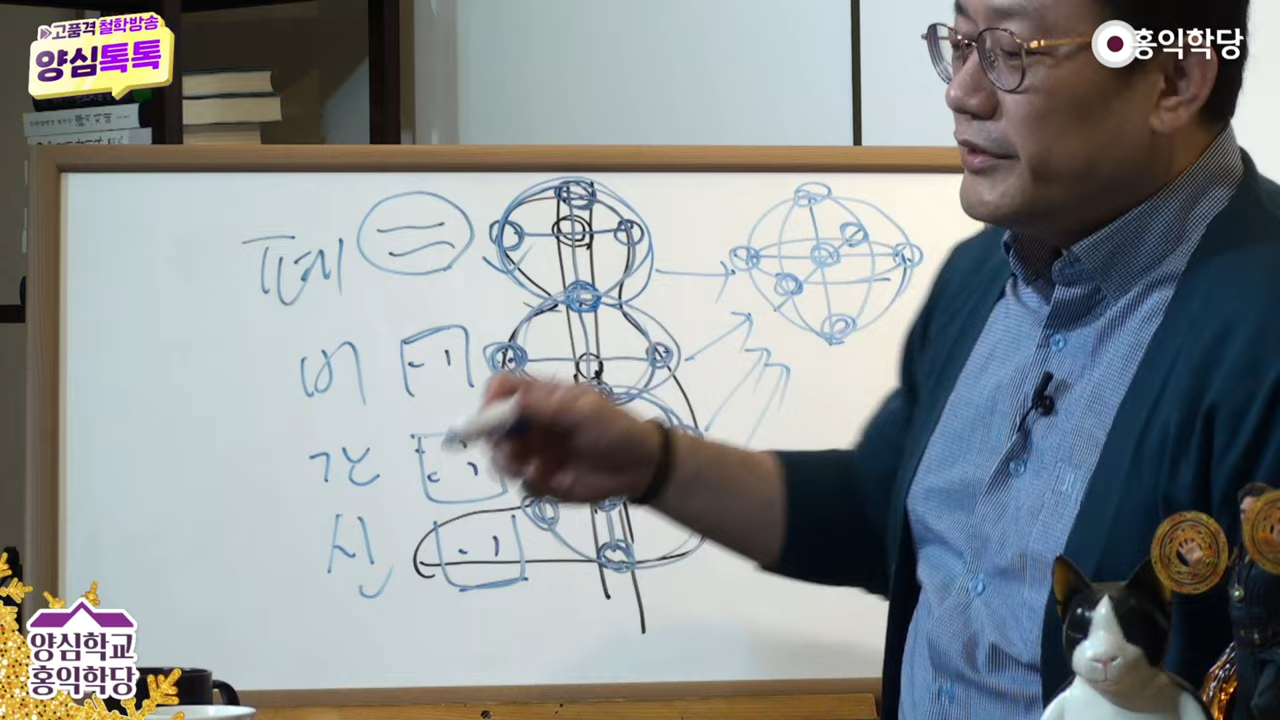 고품격 철학방송
양심톡톡
홍익학당
폐
비
간
신
양심학교
홍익학당